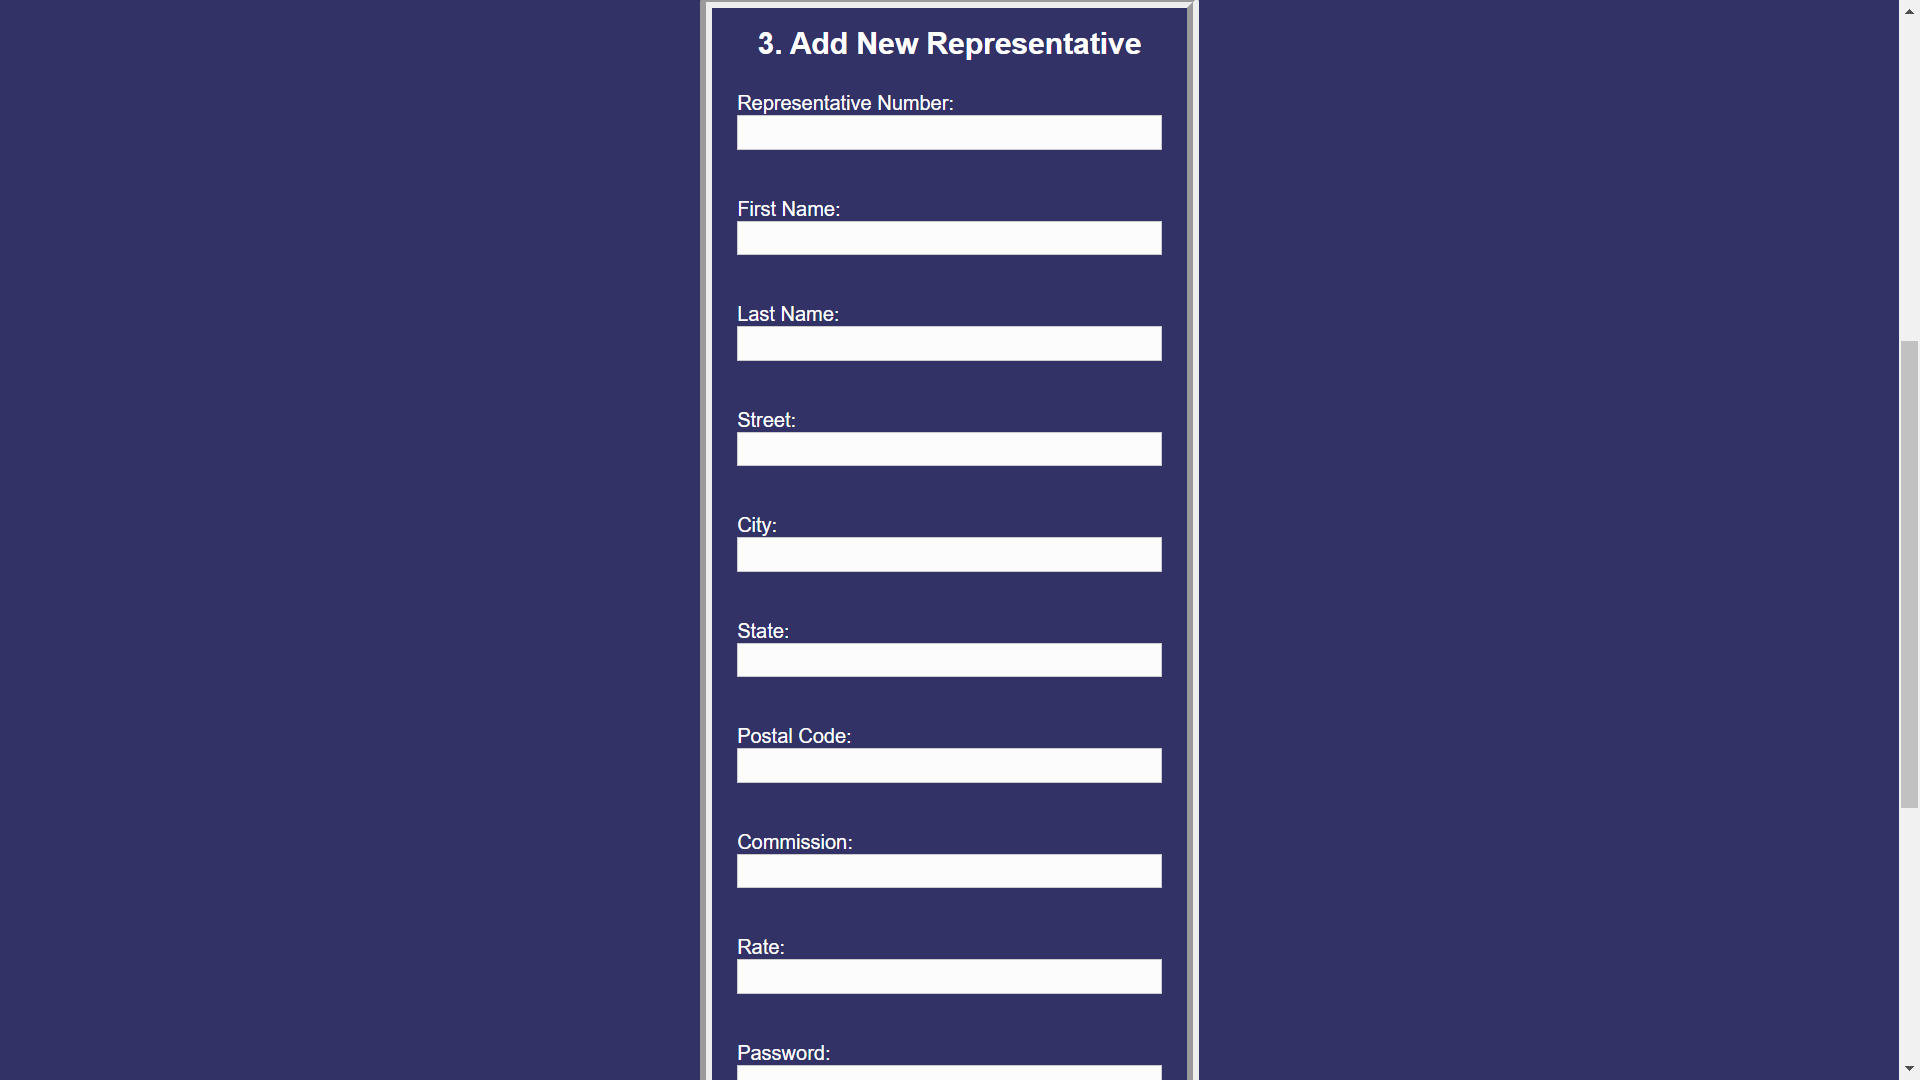 3. Add New Representative
Representative Number:
First Name:
Last Name:
Street:
City:
State:
Postal Code:
Commission:
Rate:
Password: